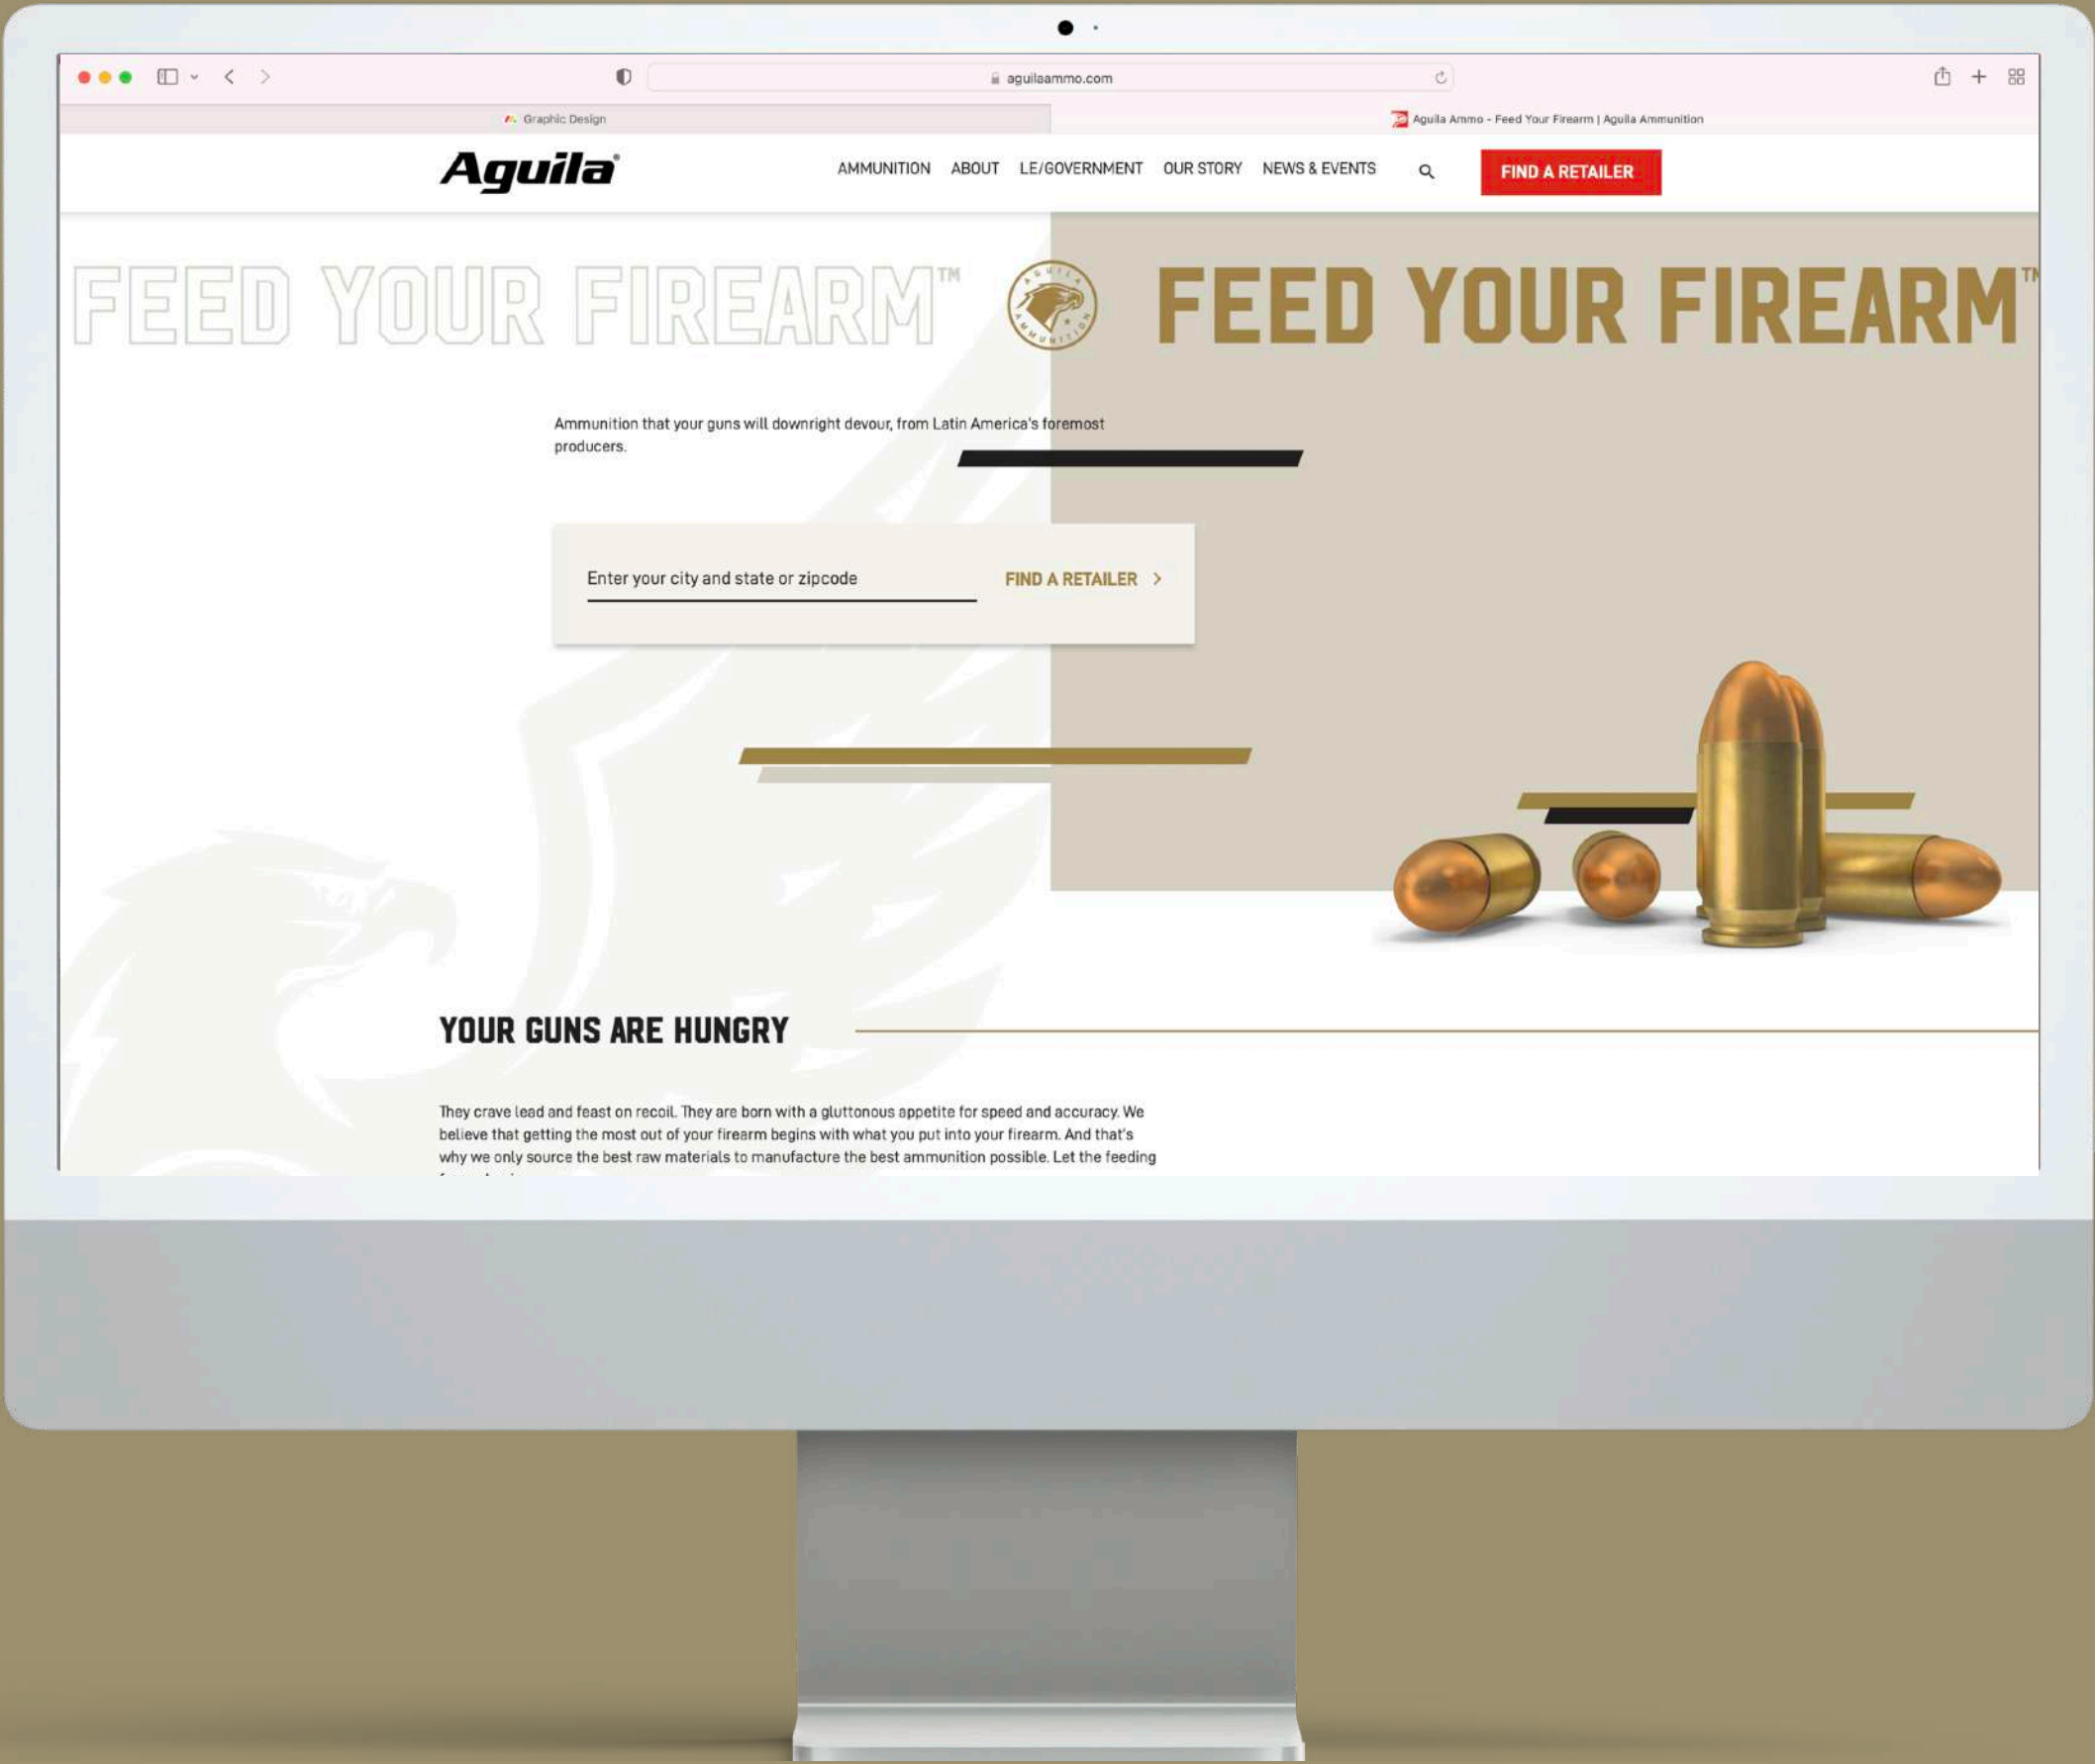 aguilaammo.com
Graphic Design
Aguila Ammo - Feed Your Firearm | Aguila Ammunition
Aguila®
AMMUNITION ABOUT LE/GOVERNMENT OUR STORY NEWS & EVENTS
FIND A RETAILER
FEED YOUR FIREARM™
AGUILA AMMUNITION
FEED YOUR FIREARM™
Ammunition that your guns will downright devour, from Latin America's foremost
producers.
Enter your city and state or zipcode
FIND A RETAILER >
YOUR GUNS ARE HUNGRY
They crave lead and feast on recoil. They are born with a gluttonous appetite for speed and accuracy. We
believe that getting the most out of your firearm begins with what you put into your firearm. And that's
why we only source the best raw materials to manufacture the best ammunition possible. Let the feeding